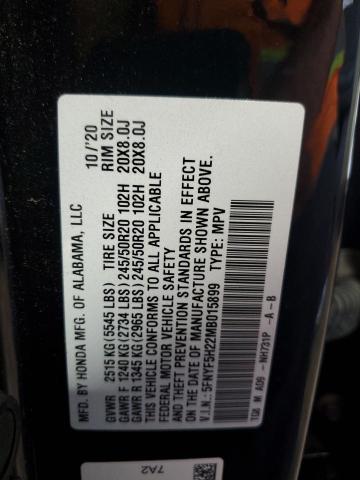 MFD. BY HONDA MFG. OF ALABAMA, LLC 10/'20
TIRE SIZE RIM SIZE
GVWR 2515 KG (5545 LBS)
GAWR F 1240 KG (2734 LBS) 245/50R20 102H 20X8.0J
GAWR R 1345 KG (2965 LBS) 245/50R20 102H 20X8.0J
THIS VEHICLE CONFORMS TO ALL APPLICABLE
FEDERAL MOTOR VEHICLE SAFETY
AND THEFT PREVENTION STANDARDS IN EFFECT
ON THE DATE OF MANUFACTURE SHOWN ABOVE.
V.I.N.: 5FNYF5H22MB015899 TYPE: MPV
TG8 M AD9 -NH731P -A -B
7A2